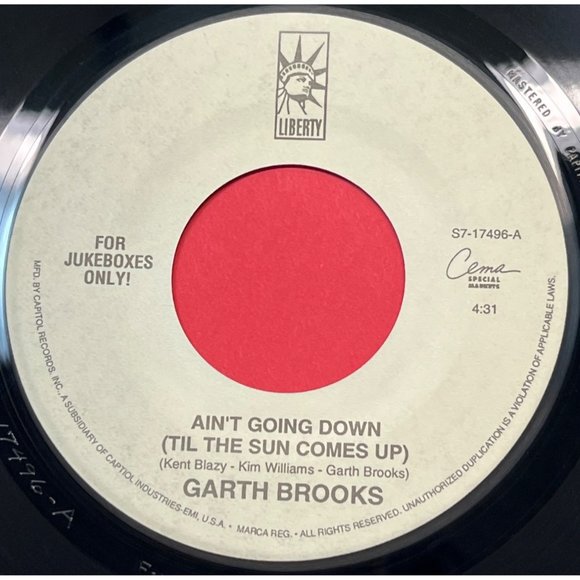 LIBERTY
FOR
JUKEBOXES
ONLY!
S7-17496-A
Cema
SPECIAL
MARKETS
4:31
AIN'T GOING DOWN
(TIL THE SUN COMES UP)
(Kent Blazy - Kim Williams - Garth Brooks)
GARTH BROOKS
MFD. BY CAPITOL RECORDS, INC., A SUBSIDIARY OF CAPTIOL INDUSTRIES-EMI, U.S.A. • MARCA REG. • ALL RIGHTS RESERVED. UNAUTHORIZED DUPLICATION IS A VIOLATION OF APPLICABLE LAWS.
MASTERED BY CAPIT
17496-A